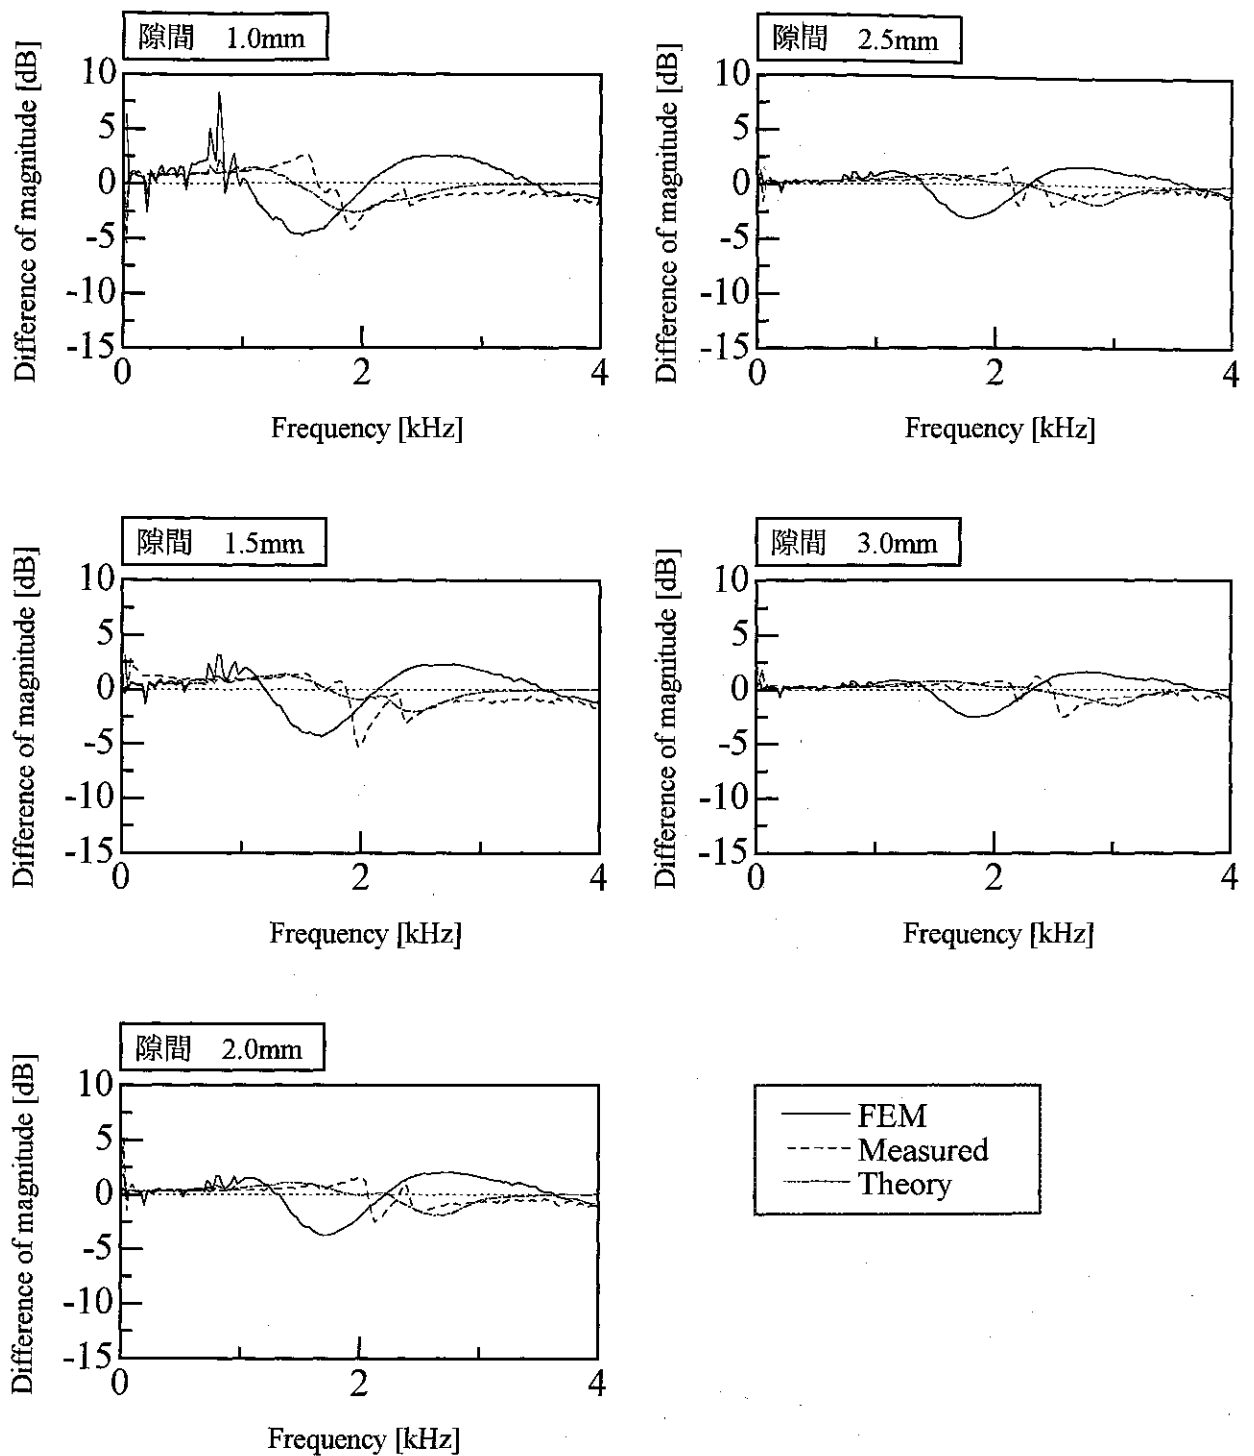 隙間 1.0mm
Difference of magnitude [dB]
10
5
0
-5
-10
-15
0
2
4
Frequency [kHz]
隙間 2.5mm
Difference of magnitude [dB]
10
5
0
-5
-10
-15
0
2
4
Frequency [kHz]
隙間 1.5mm
Difference of magnitude [dB]
10
5
0
-5
-10
-15
0
2
4
Frequency [kHz]
隙間 3.0mm
Difference of magnitude [dB]
10
5
0
-5
-10
-15
0
2
4
Frequency [kHz]
隙間 2.0mm
Difference of magnitude [dB]
10
5
0
-5
-10
-15
0
2
4
Frequency [kHz]
FEM
Measured
Theory